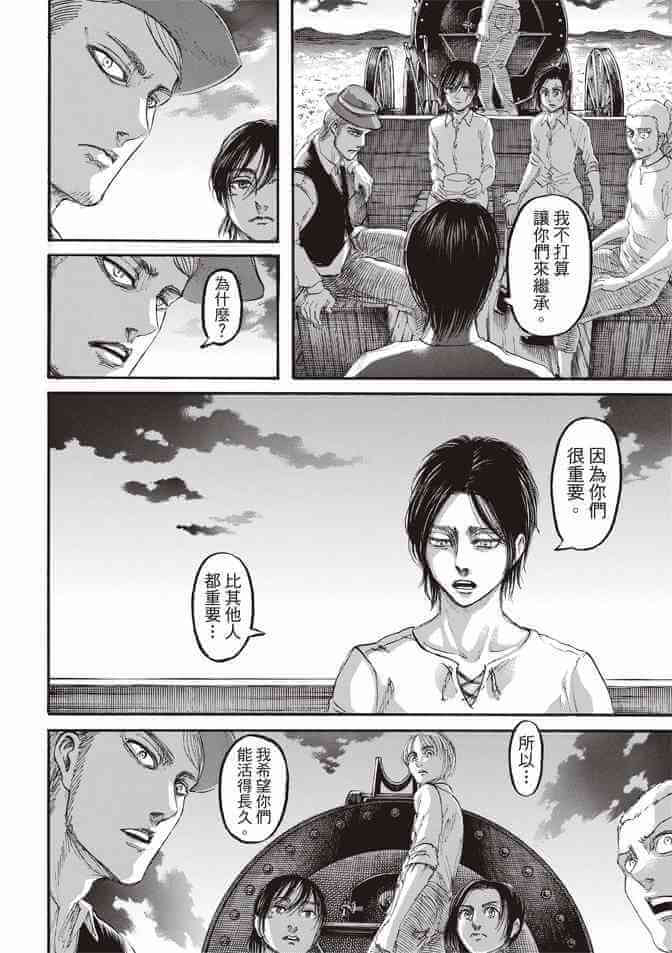 我不打算
讓你們來繼承。
為什麼?
因為你們
很重要。
比其他人
都重要…
所以…
我希望你們
能活得長久。